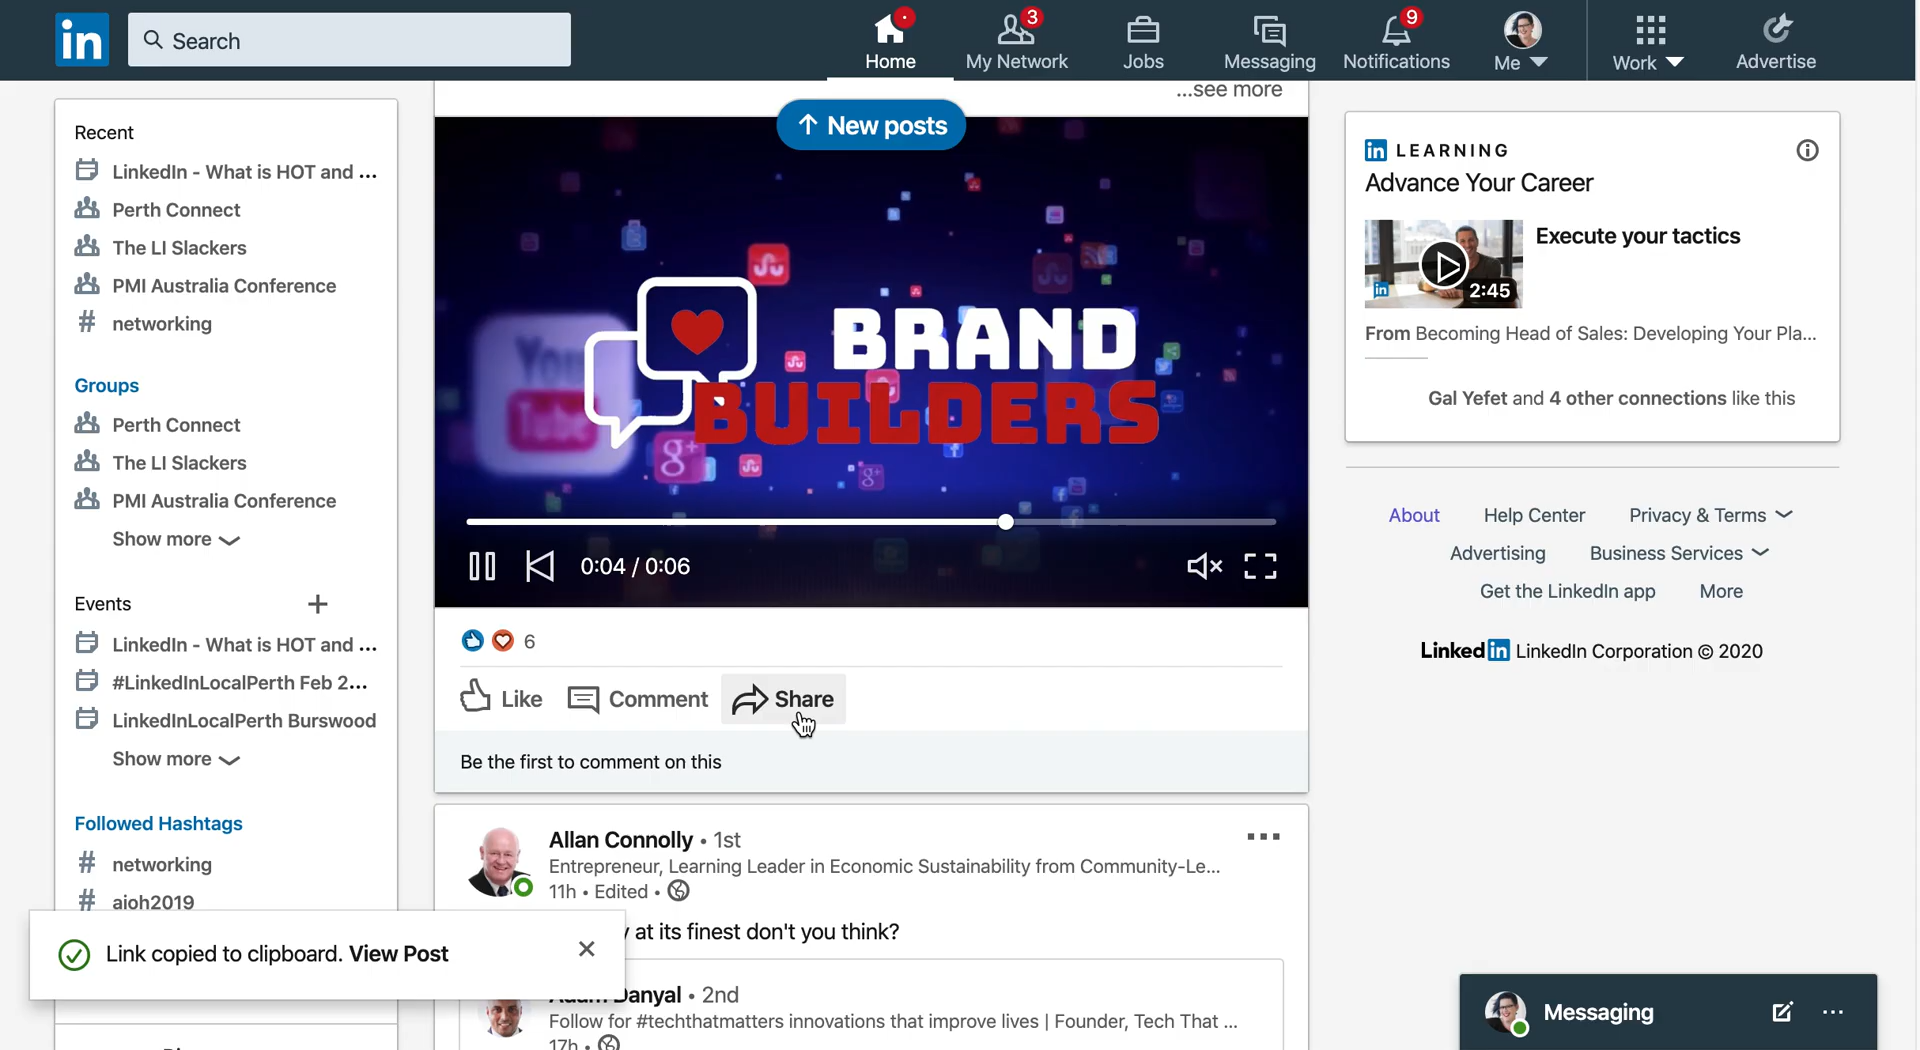 in
Search
Home
3
My Network
Jobs
Messaging
9
Notifications
Me
Work
Advertise
Recent
LinkedIn - What is HOT and ...
Perth Connect
The LI Slackers
PMI Australia Conference
# networking
Groups
Perth Connect
The LI Slackers
PMI Australia Conference
Show more
Events
LinkedIn - What is HOT and ...
#LinkedInLocalPerth Feb 2...
LinkedInLocalPerth Burswood
Show more
Followed Hashtags
# networking
# aioh2019
Link copied to clipboard. View Post
...see more
↑ New posts
You
Tube
g+
BRAND
BUILDERS
0:04 / 0:06
6
Like Comment Share
Be the first to comment on this
Allan Connolly • 1st
Entrepreneur, Learning Leader in Economic Sustainability from Community-Le...
11h • Edited •
at its finest don't you think?
Danyal • 2nd
Follow for #techthatmatters innovations that improve lives | Founder, Tech That ...
17h •
in LEARNING
Advance Your Career
Execute your tactics
in
2:45
From Becoming Head of Sales: Developing Your Pla...
Gal Yefet and 4 other connections like this
About Help Center Privacy & Terms
Advertising Business Services
Get the LinkedIn app More
LinkedIn LinkedIn Corporation © 2020
Messaging